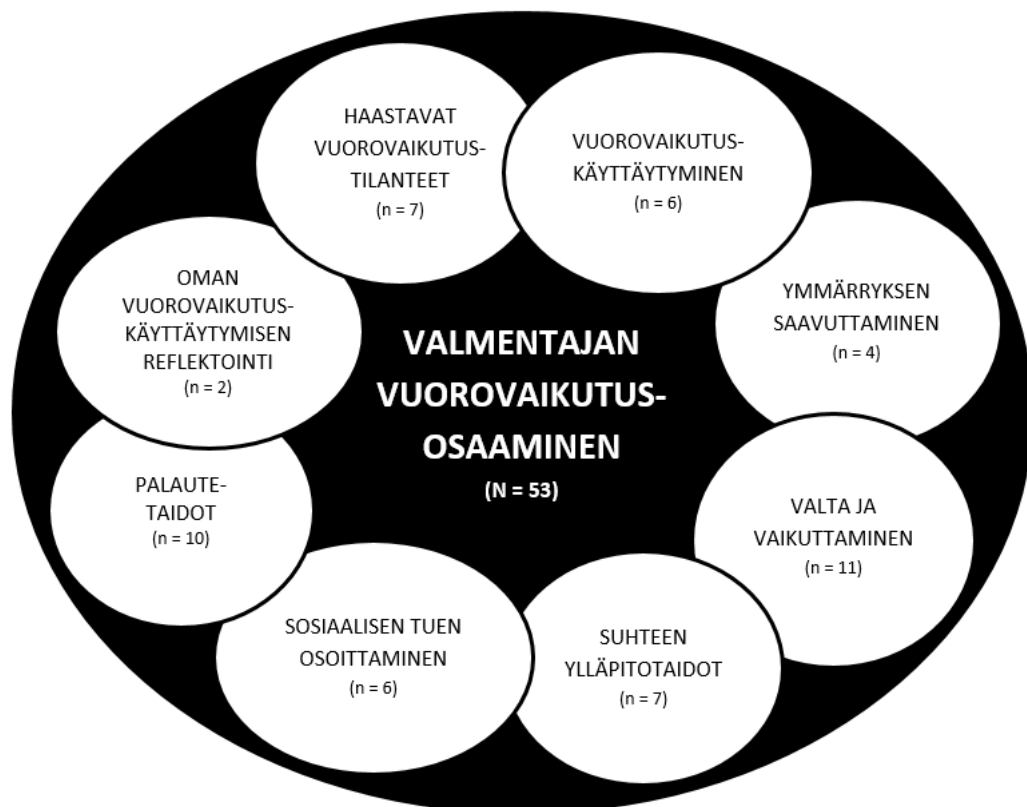 HAASTAVAT
VUOROVAIKUTUS-
TILANTEET
(n = 7)
VUOROVAIKUTUS-
KÄYTTÄYTYMINEN
(n = 6)
OMAN
VUOROVAIKUTUS-
KÄYTTÄYTYMISEN
REFLEKTOINTI
(n = 2)
YMMÄRRYKSEN
SAAVUTTAMINEN
(n = 4)
VALMENTAJAN
VUOROVAIKUTUS-
OSAAMINEN
(N = 53)
PALAUTE-
TAIDOT
(n = 10)
VALTA JA
VAIKUTTAMINEN
(n = 11)
SOSIAALISEN TUEN
OSOITTAMINEN
(n = 6)
SUHTEEN
YLLÄPITOTAIDOT
(n = 7)